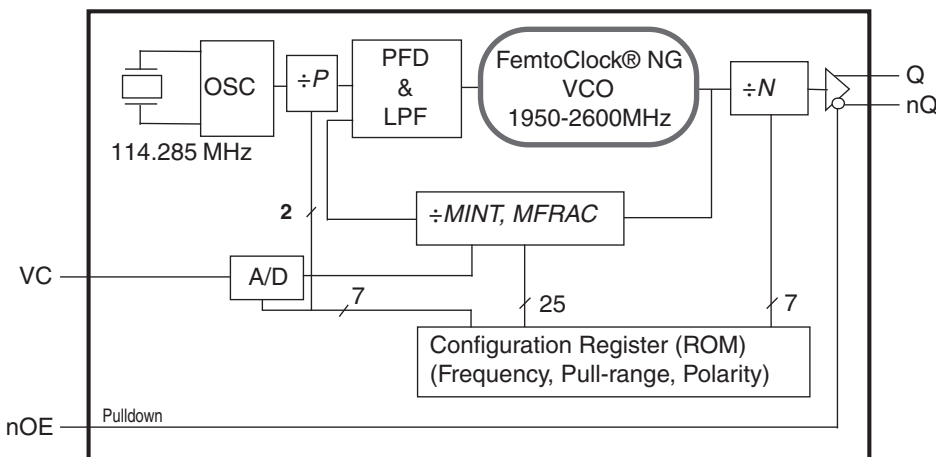 OSC
÷P
PFD
&
LPF
FemtoClock® NG
VCO
1950-2600MHz
÷N
Q
nQ
114.285 MHz
2
÷MINT, MFRAC
VC
A/D
7
25
7
Configuration Register (ROM)
(Frequency, Pull-range, Polarity)
nOE
Pulldown